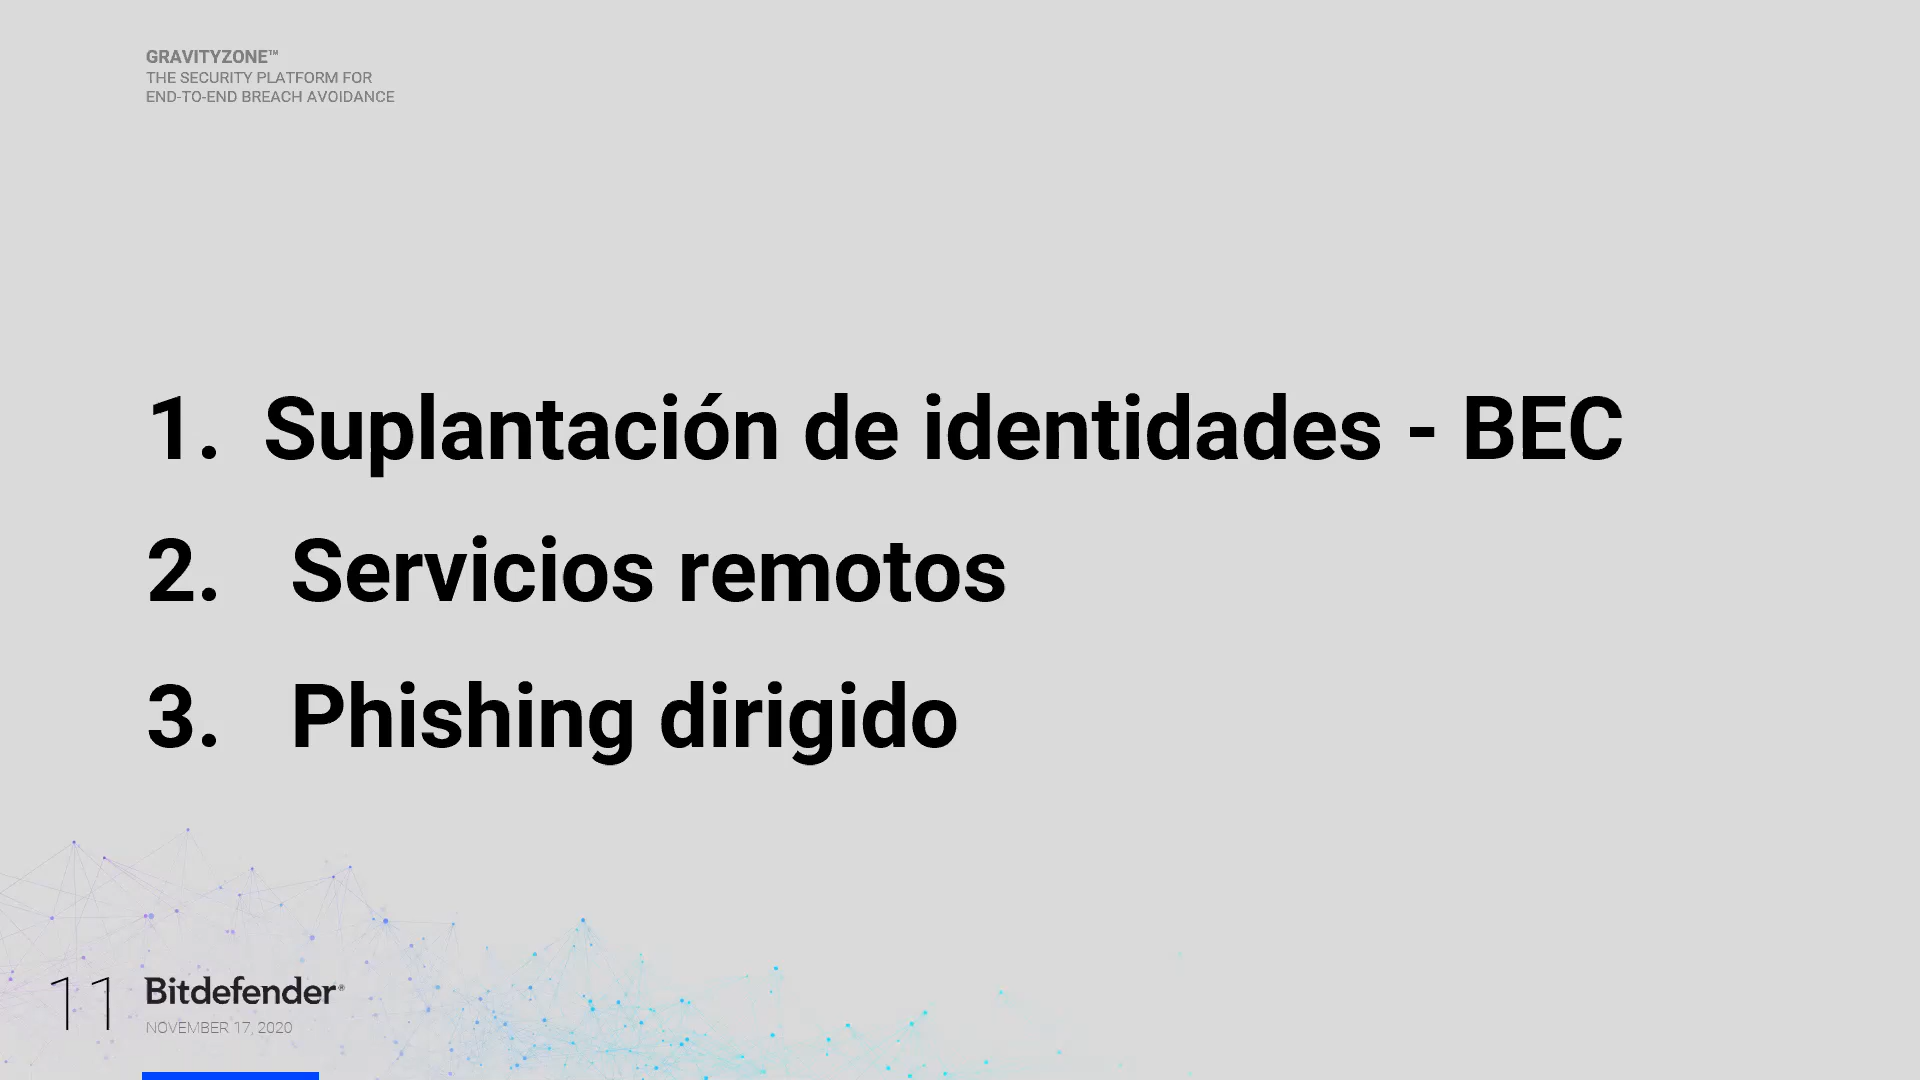 GRAVITYZONE™
THE SECURITY PLATFORM FOR
END-TO-END BREACH AVOIDANCE
1. Suplantación de identidades - BEC
2. Servicios remotos
3. Phishing dirigido
11
Bitdefender®
NOVEMBER 17, 2020